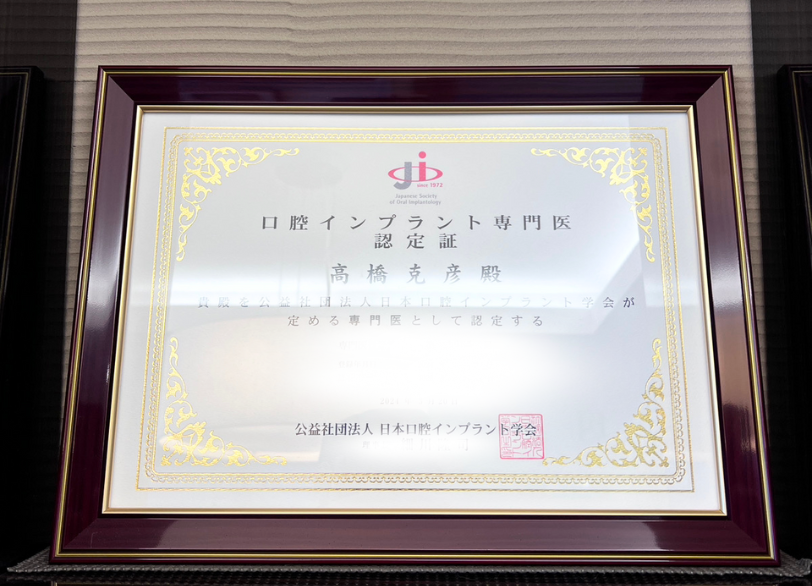 since 1972
Japanese Society
of Oral Implantology
口腔インプラント専門医
認定証
高橋克彦殿
貴殿を公益社団法人日本口腔インプラント学会が
定める専門医として認定する
公益社団法人 日本口腔インプラント学会